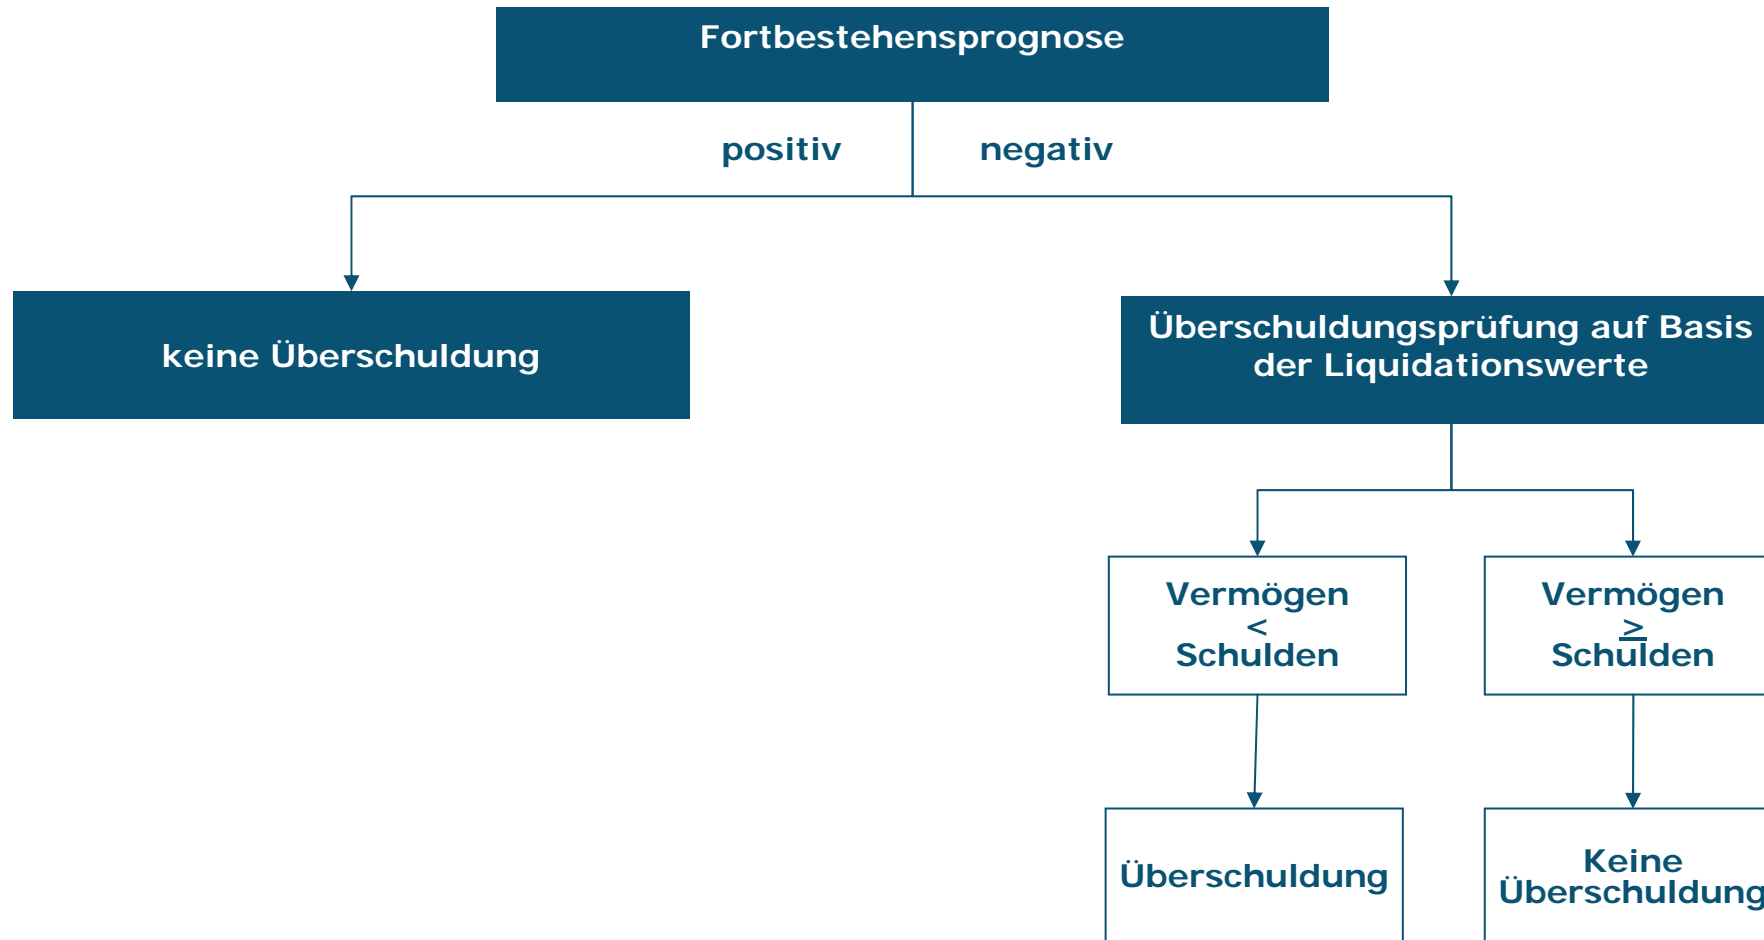 Fortbestehensprognose
positiv
negativ
keine Überschuldung
Überschuldungsprüfung auf Basis
der Liquidationswerte
Vermögen
<
Schulden
Vermögen
≥
Schulden
Überschuldung
Keine
Überschuldung